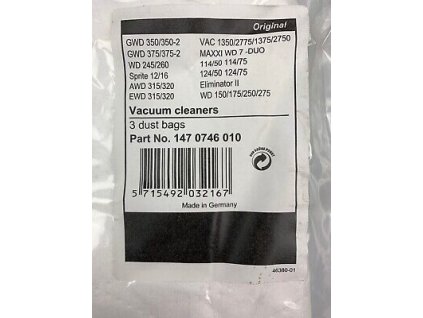 Original
GWD 350/350-2 VAC 1350/2775/1375/2750
GWD 375/375-2 MAXXI WD 7 -DUO
WD 245/260 114/50 114/75
Sprite 12/16 124/50 124/75
AWD 315/320 Eliminator II
EWD 315/320 WD 150/175/250/275
Vacuum cleaners
3 dust bags
Part No. 147 0746 010
5 715492 032167
Made in Germany
46380-01